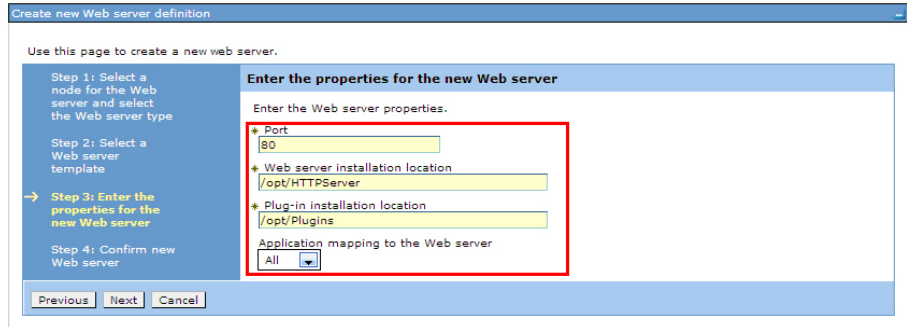 Create new Web server definition
Use this page to create a new web server.
Step 1: Select a
node for the Web
server and select
the Web server type
Step 2: Select a
Web server
template
Step 3: Enter the
properties for the
new Web server
Step 4: Confirm new
Web server
Enter the properties for the new Web server
Enter the Web server properties.
* Port
80
* Web server installation location
/opt/HTTPServer
* Plug-in installation location
/opt/Plugins
Application mapping to the Web server
All
Previous Next Cancel